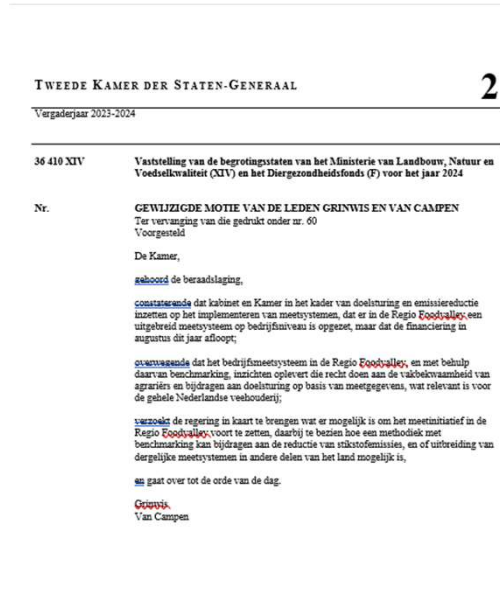 TWEEDE KAMER DER STATEN-GENERAAL
2
Vergaderjaar 2023-2024
36 410 XIV
Vaststelling van de begrotingsstaten van het Ministerie van Landbouw, Natuur en
Voedselkwaliteit (XIV) en het Diergezondheidsfonds (F) voor het jaar 2024
Nr.
GEWIJZIGDE MOTIE VAN DE LEDEN GRINWIS EN VAN CAMPEN
Ter vervanging van die gedrukt onder nr. 60
Voorgesteld
De Kamer,
gehoord de beraadslaging,
constaterende dat kabinet en Kamer in het kader van doelsturing en emissiereductie
inzetten op het implementeren van meetsystemen, dat er in de Regio Foodvalley een
uitgebreid meetsysteem op bedrijfsniveau is opgezet, maar dat de financiering in
augustus dit jaar afloopt;
overwegende dat het bedrijfsmeetsysteem in de Regio Foodvalley, en met behulp
daarvan benchmarking, inzichten oplevert die recht doen aan de vakbekwaamheid van
agrariërs en bijdragen aan doelsturing op basis van meetgegevens, wat relevant is voor
de gehele Nederlandse veehouderij;
verzoekt de regering in kaart te brengen wat er mogelijk is om het meetinitiatief in de
Regio Foodvalley voort te zetten, daarbij te bezien hoe een methodiek met
benchmarking kan bijdragen aan de reductie van stikstofemissies, en of uitbreiding van
dergelijke meetsystemen in andere delen van het land mogelijk is,
en gaat over tot de orde van de dag.
Grinwis
Van Campen